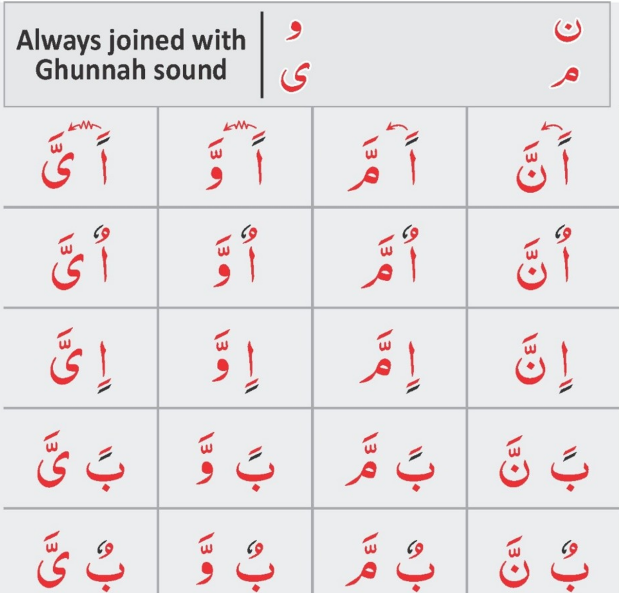 Always joined with
Ghunnah sound
ن و
م ى
اً نَّ اً مَّ اً وَّ اً ىَّ
اٌ نَّ اٌ مَّ اٌ وَّ اٌ ىَّ
اٍ نَّ اٍ مَّ اٍ وَّ اٍ ىَّ
بً نَّ بً مَّ بً وَّ بً ىَّ
بٌ نَّ بٌ مَّ بٌ وَّ بٌ ىَّ